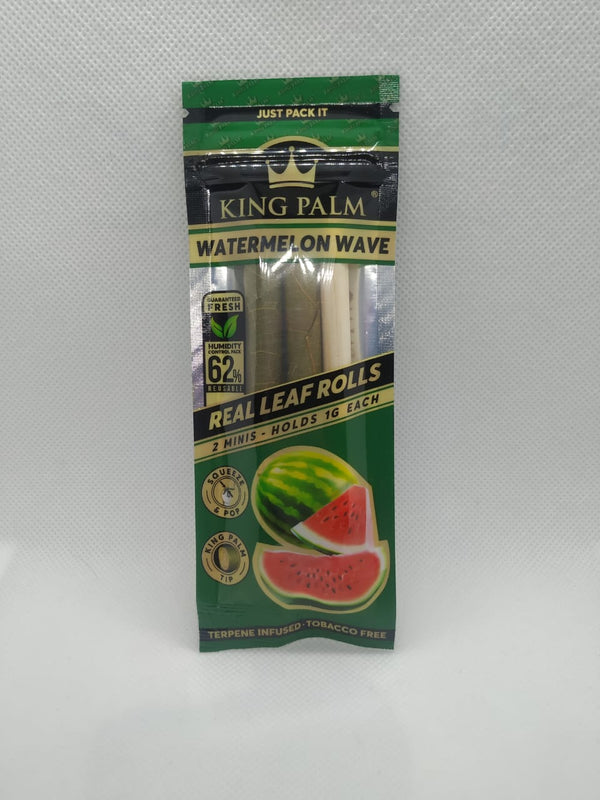 JUST PACK IT
KING PALM®
WATERMELON WAVE
GUARANTEED
FRESH
HUMIDITY
CONTROL PACK
62%
REUSABLE
REAL LEAF ROLLS
2 MINIS - HOLDS 1G EACH
SQUEEZE
& POP
KING PALM
TIP
TERPENE INFUSED·TOBACCO FREE